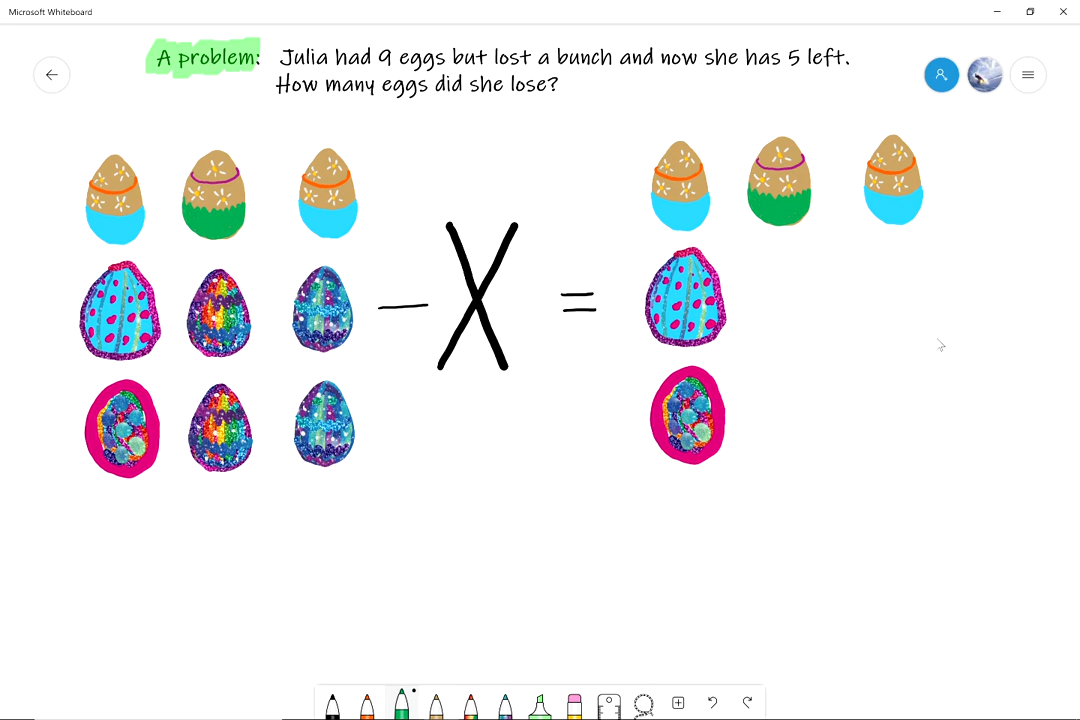 Microsoft Whiteboard
A problem: Julia had 9 eggs but lost a bunch and now she has 5 left.
How many eggs did she lose?
— X =